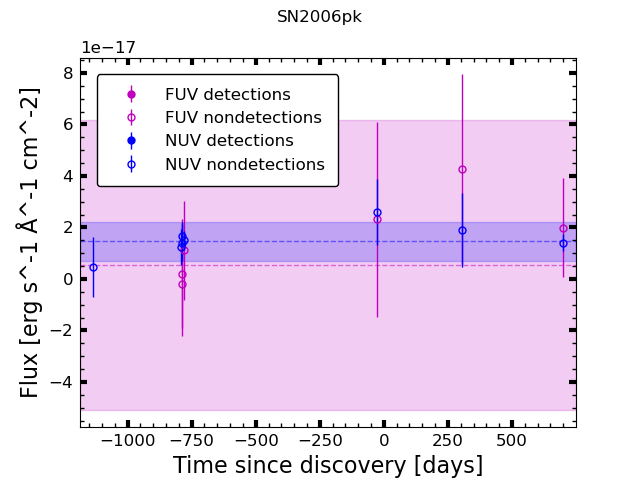 SN2006pk
1e−17
FUV detections
FUV nondetections
NUV detections
NUV nondetections
8
6
4
2
0
−2
−4
Flux [erg s^-1 Å^-1 cm^-2]
−1000 −750 −500 −250 0 250 500
Time since discovery [days]